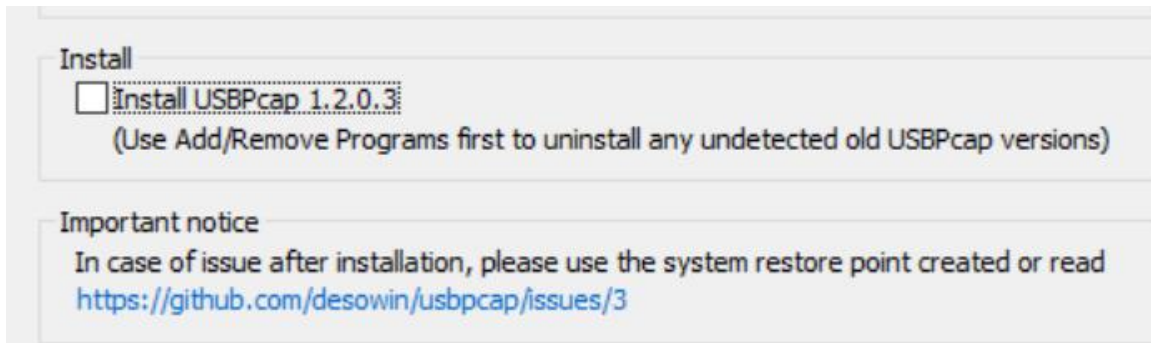 Install
Install USBPcap 1.2.0.3
(Use Add/Remove Programs first to uninstall any undetected old USBPcap versions)
Important notice
In case of issue after installation, please use the system restore point created or read
https://github.com/desowin/usbpcap/issues/3